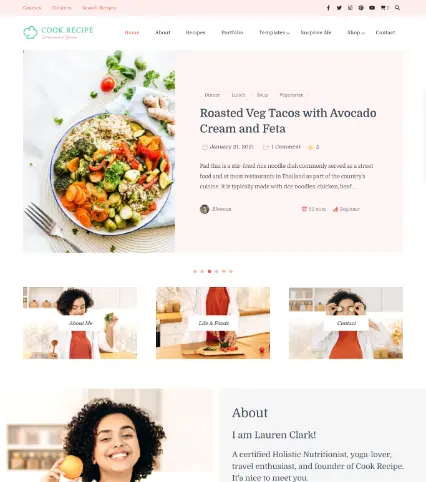 Courses Cuisines Search Recipes
0
COOK RECIPE
Home About Recipes Portfolio Templates Surprise Me Shop Contact
Dinner Lunch Soup Vegetarian
Roasted Veg Tacos with Avocado
Cream and Feta
January 21, 2021 1 Comment 5
Pad thai is a stir-fried rice noodle dish commonly served as a street
food and at most restaurants in Thailand as part of the country's
cuisine. It is typically made with rice noodles, chicken, beef...
mins Beginner
About Me
Life & Foods
Contact
About
I am Lauren Clark!
A certified Holistic Nutritionist, yoga-lover,
travel enthusiast, and founder of Cook Recipe.
It's nice to meet you.